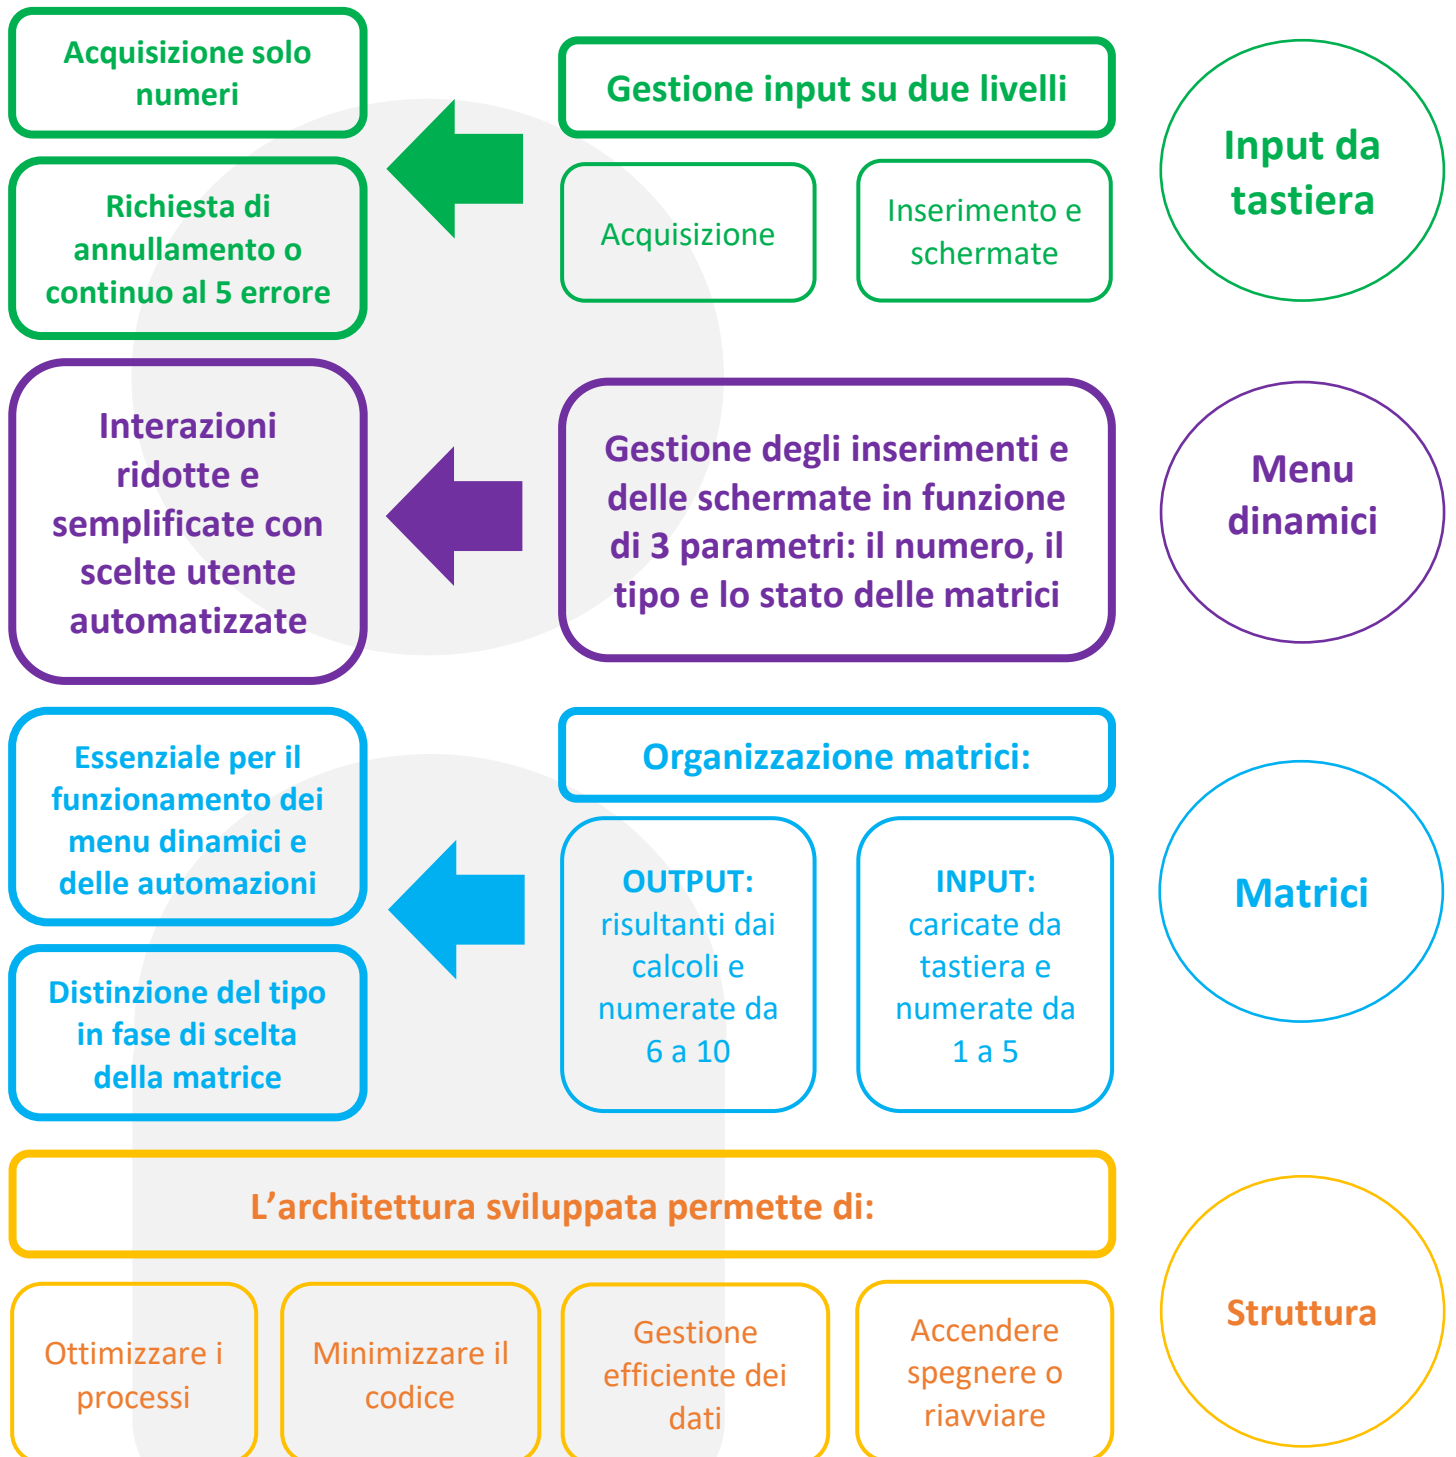 Acquisizione solo
numeri
Richiesta di
annullamento o
continuo al 5 errore
Gestione input su due livelli
Acquisizione
Inserimento e
schermate
Input da
tastiera
Interazioni
ridotte e
semplificate con
scelte utente
automatizzate
Gestione degli inserimenti e
delle schermate in funzione
di 3 parametri: il numero, il
tipo e lo stato delle matrici
Menu
dinamici
Essenziale per il
funzionamento dei
menu dinamici e
delle automazioni
Distinzione del tipo
in fase di scelta
della matrice
Organizzazione matrici:
OUTPUT:
risultanti dai
calcoli e
numerate da
6 a 10
INPUT:
caricate da
tastiera e
numerate da
1 a 5
Matrici
L’architettura sviluppata permette di:
Ottimizzare i
processi
Minimizzare il
codice
Gestione
efficiente dei
dati
Accendere
spegnere o
riavviare
Struttura